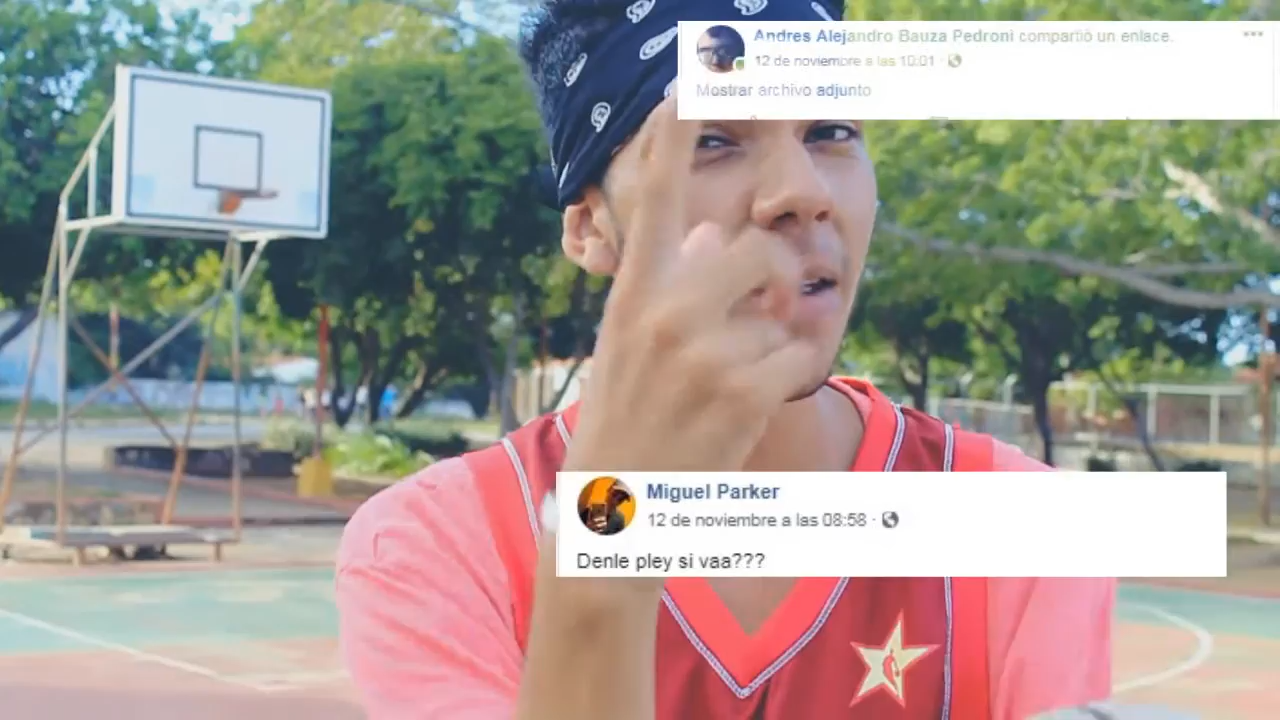 Andres Alejandro Bauza Pedroni compartió un enlace.
12 de noviembre a las 10:01 ·
Mostrar archivo adjunto
Miguel Parker
12 de noviembre a las 08:58 ·
Denle pley si vaa???